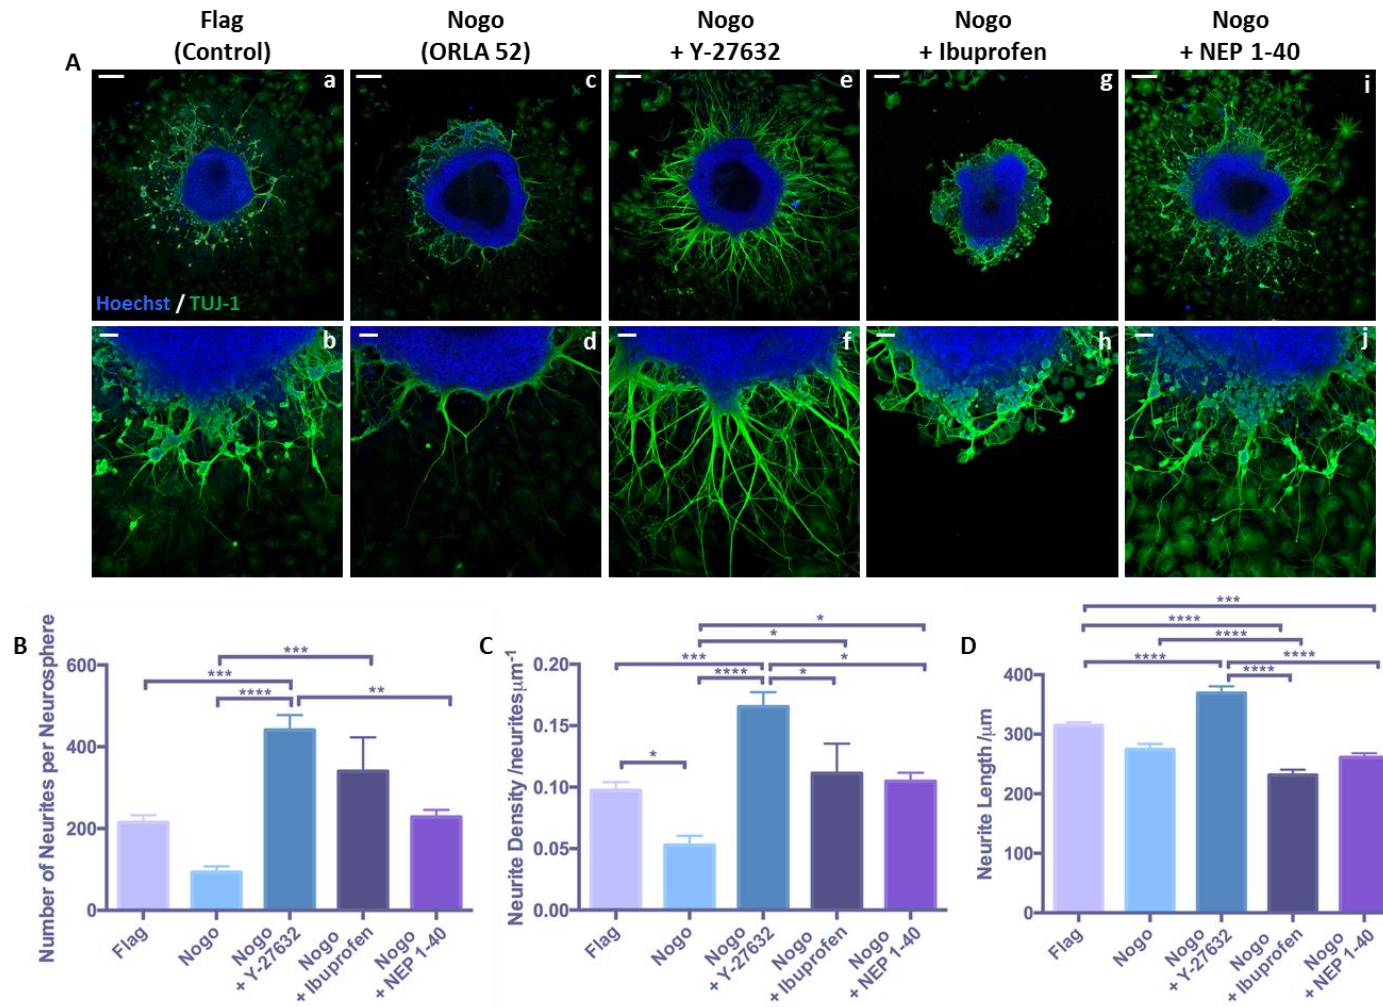 Flag
(Control)
Nogo
(ORLA 52)
Nogo
+ Y-27632
Nogo
+ Ibuprofen
Nogo
+ NEP 1-40
A
a
c
e
g
i
Hoechst / TUJ-1
b
d
f
h
j
B
Number of Neurites per Neurosphere
600
400
200
0
***
***
****
**
Flag
Nogo
Nogo
+ Y-27632
Nogo
+ Ibuprofen
Nogo
+ NEP 1-40
C
Neurite Density /neuritesμm⁻¹
0.20
0.15
0.10
0.05
0.00
*
*
***
*
****
*
*
Flag
Nogo
Nogo
+ Y-27632
Nogo
+ Ibuprofen
Nogo
+ NEP 1-40
D
Neurite Length /μm
400
300
200
100
0
***
****
****
****
****
****
Flag
Nogo
Nogo
+ Y-27632
Nogo
+ Ibuprofen
Nogo
+ NEP 1-40